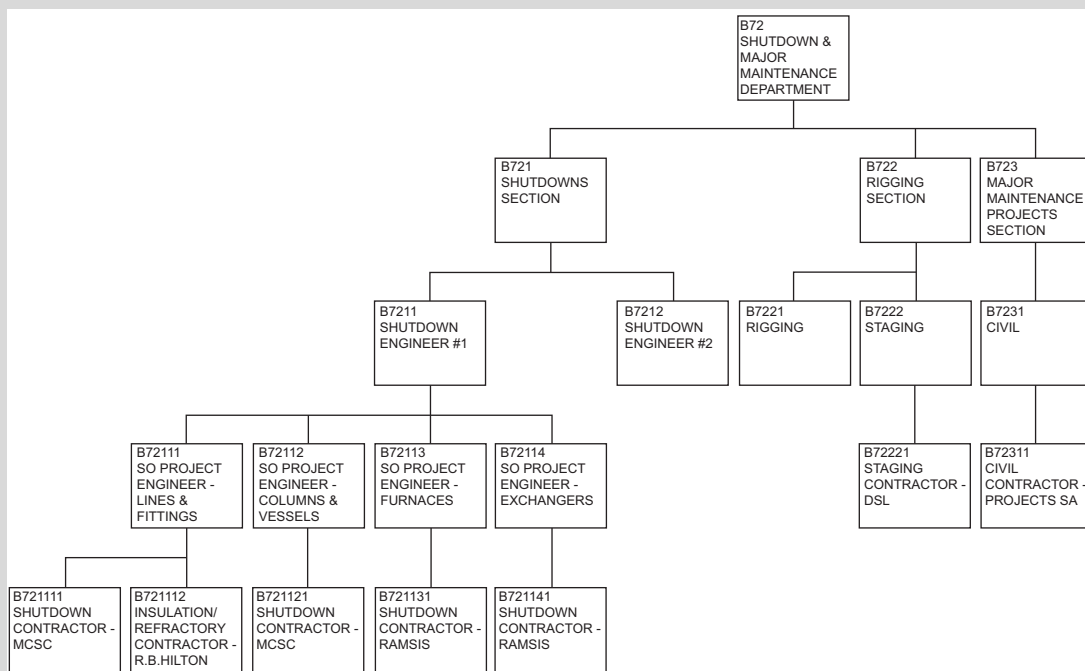 B72
SHUTDOWN &
MAJOR
MAINTENANCE
DEPARTMENT
B721
SHUTDOWNS
SECTION
B722
RIGGING
SECTION
B723
MAJOR
MAINTENANCE
PROJECTS
SECTION
B7211
SHUTDOWN
ENGINEER #1
B7212
SHUTDOWN
ENGINEER #2
B7221
RIGGING
B7222
STAGING
B7231
CIVIL
B72111
SO PROJECT
ENGINEER -
LINES &
FITTINGS
B72112
SO PROJECT
ENGINEER -
COLUMNS &
VESSELS
B72113
SO PROJECT
ENGINEER -
FURNACES
B72114
SO PROJECT
ENGINEER -
EXCHANGERS
B72221
STAGING
CONTRACTOR -
DSL
B72311
CIVIL
CONTRACTOR -
PROJECTS SA
B721111
SHUTDOWN
CONTRACTOR -
MCSC
B721112
INSULATION/
REFRACTORY
CONTRACTOR -
R.B.HILTON
B721121
SHUTDOWN
CONTRACTOR -
MCSC
B721131
SHUTDOWN
CONTRACTOR -
RAMSIS
B721141
SHUTDOWN
CONTRACTOR -
RAMSIS